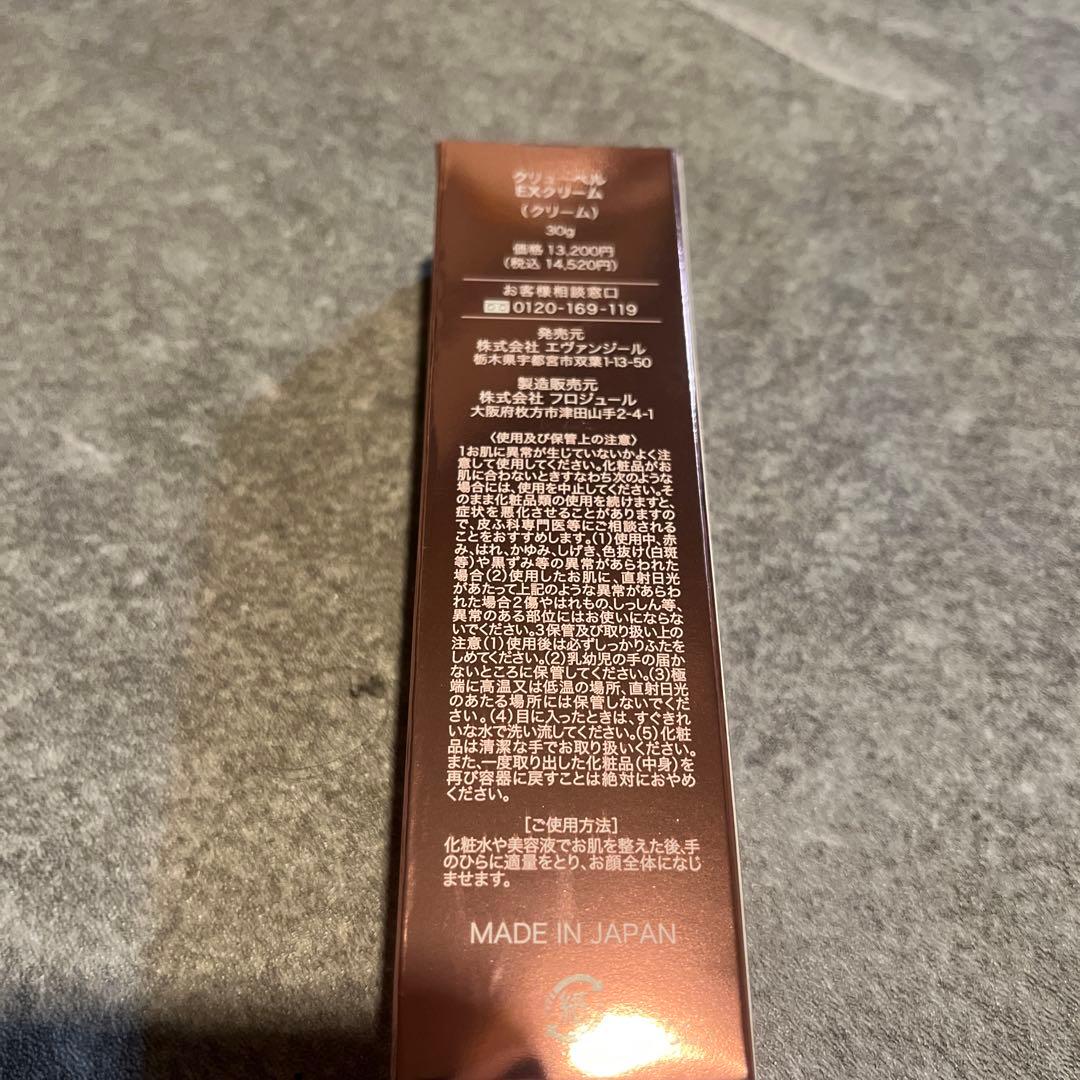 クリューベル
EXクリーム
(クリーム)
30g
価格 13,200円
(税込 14,520円)
お客様相談窓口
0120-169-119
発売元
株式会社 エヴァンジール
栃木県宇都宮市双葉1-13-50
製造販売元
株式会社 フロジュール
大阪府枚方市津田山手2-4-1
〈使用及び保管上の注意〉
1お肌に異常が生じていないかよく注
意して使用してください。化粧品がお
肌に合わないときすなわち次のような
場合には、使用を中止してください。そ
のまま化粧品類の使用を続けますと、
症状を悪化させることがありますの
で、皮ふ科専門医等にご相談される
ことをおすすめします。(1)使用中、赤
み、はれ、かゆみ、しげき、色抜け(白斑
等)や黒ずみ等の異常があらわれた
場合(2)使用したお肌に、直射日光
があたって上記のような異常があらわ
れた場合2傷やはれもの、しっしん等、
異常のある部位にはお使いにならな
いでください。3保管及び取り扱い上の
注意(1)使用後は必ずしっかりふたを
しめてください。(2)乳幼児の手の届か
ないところに保管してください。(3)極
端に高温又は低温の場所、直射日光
のあたる場所には保管しないでくだ
さい。(4)目に入ったときは、すぐきれ
いな水で洗い流してください。(5)化粧
品は清潔な手でお取り扱いください。
また、一度取り出した化粧品(中身)を
再び容器に戻すことは絶対におやめ
ください。
[ご使用方法]
化粧水や美容液でお肌を整えた後、手
のひらに適量をとり、お顔全体になじ
ませます。
MADE IN JAPAN
紙